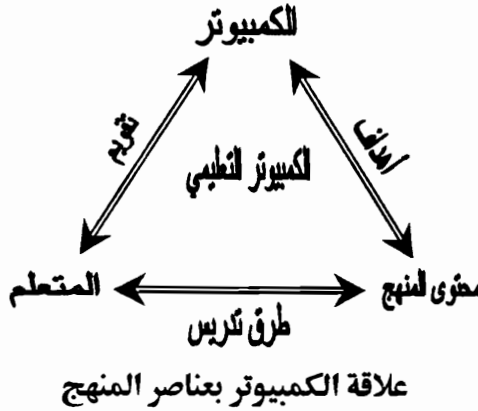 الكمبيوتر
تقويم
أهداف
الكمبيوتر التعليمي
المتعلم
محتوى المنهج
طرق تدريس
علاقة الكمبيوتر بعناصر المنهج